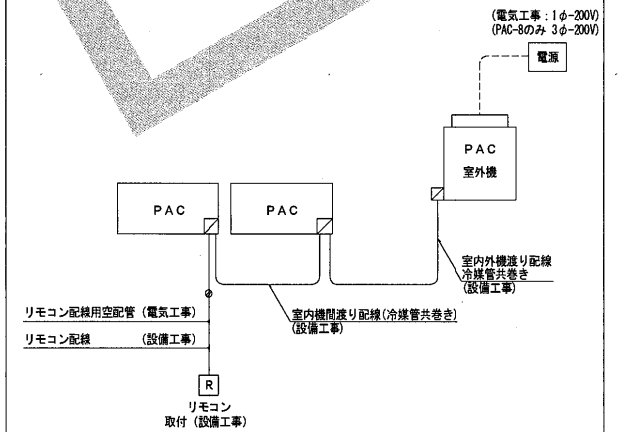 (電気工事：1φ-200V)
(PAC-8のみ 3φ-200V)
電源
PAC
室外機
PAC
PAC
室内外機渡り配線
冷媒管共巻き
(設備工事)
リモコン配線用空配管 (電気工事)
室内機間渡り配線(冷媒管共巻き)
(設備工事)
リモコン配線 (設備工事)
R
リモコン
取付 (設備工事)